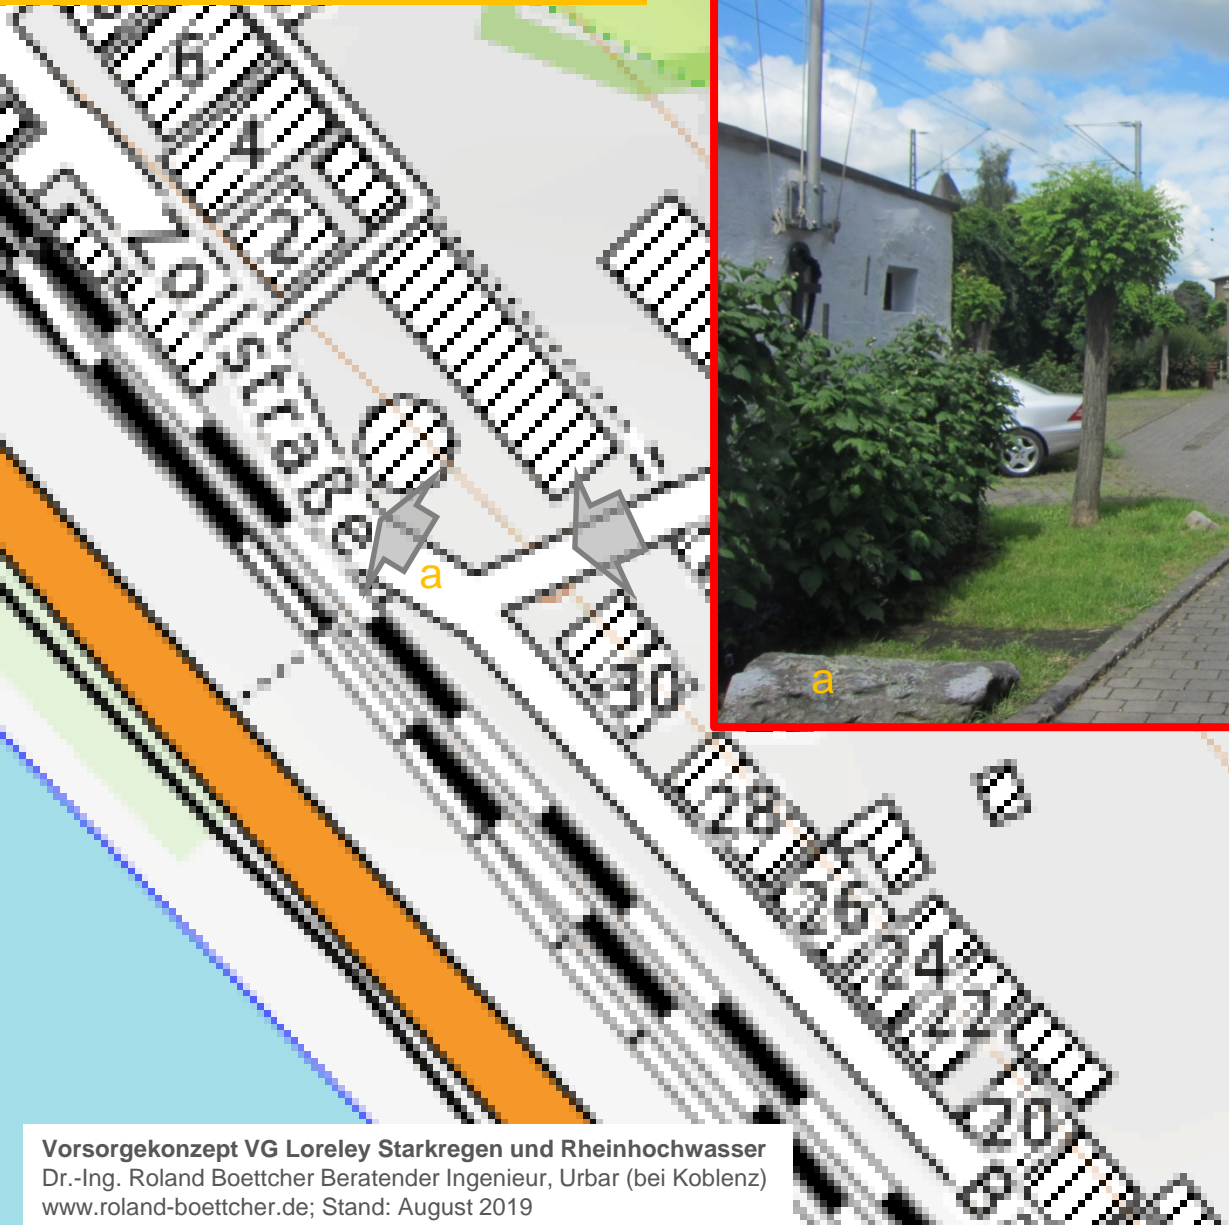 6
4
2
Zollstraße
a
a
30
28
26
24
22
20
Vorsorgekonzept VG Loreley Starkregen und Rheinhochwasser
Dr.-Ing. Roland Boettcher Beratender Ingenieur, Urbar (bei Koblenz)
www.roland-boettcher.de; Stand: August 2019